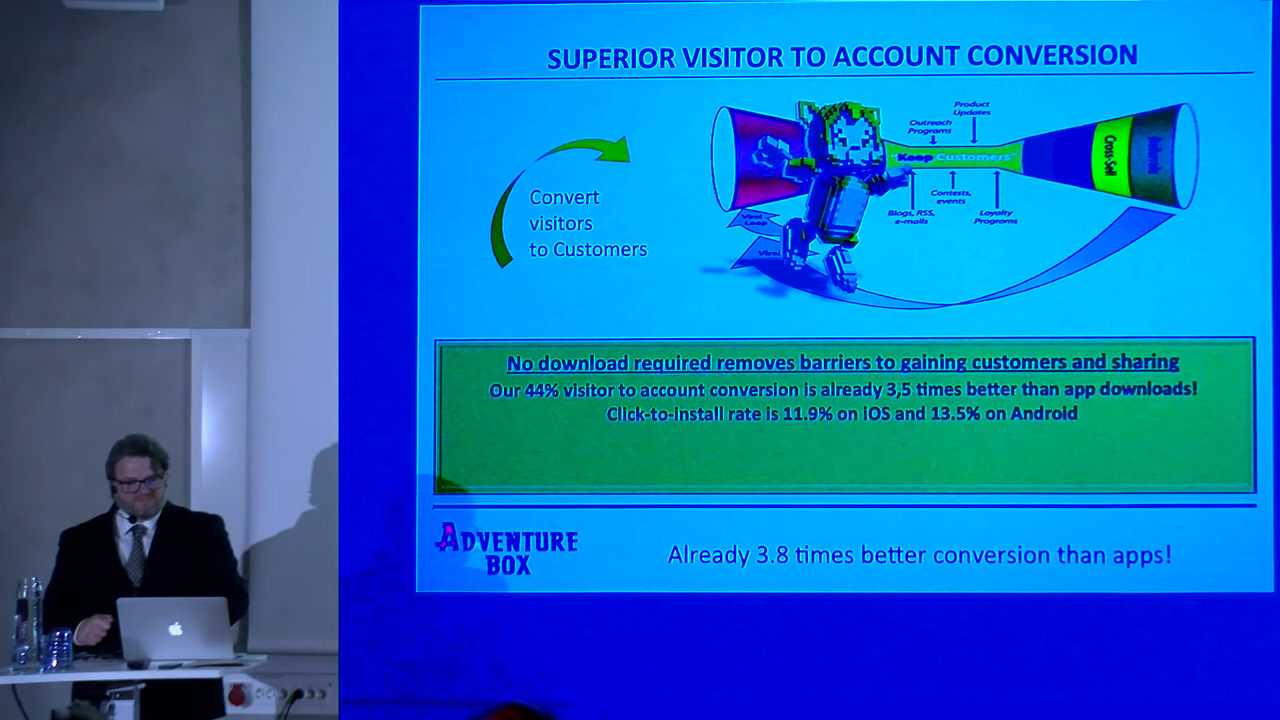 SUPERIOR VISITOR TO ACCOUNT CONVERSION
Product
Updates
Outreach
Programs
Convert
visitors
to Customers
"Keep Customers"
Cross-Sell
Contests,
events
Blogs, RSS,
e-mails
Loyalty
Programs
Viral
Loop
Viral
No download required removes barriers to gaining customers and sharing
Our 44% visitor to account conversion is already 3,5 times better than app downloads!
Click-to-install rate is 11.9% on iOS and 13.5% on Android
ADVENTURE
BOX
Already 3.8 times better conversion than apps!